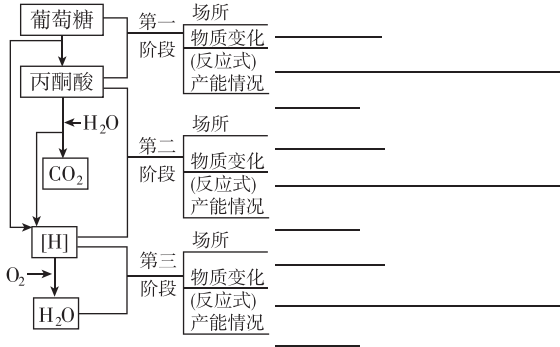 葡萄糖
丙酮酸
H₂O
CO₂
[H]
O₂
H₂O
第一
阶段
场所
物质变化
(反应式)
产能情况
第二
阶段
场所
物质变化
(反应式)
产能情况
第三
阶段
场所
物质变化
(反应式)
产能情况